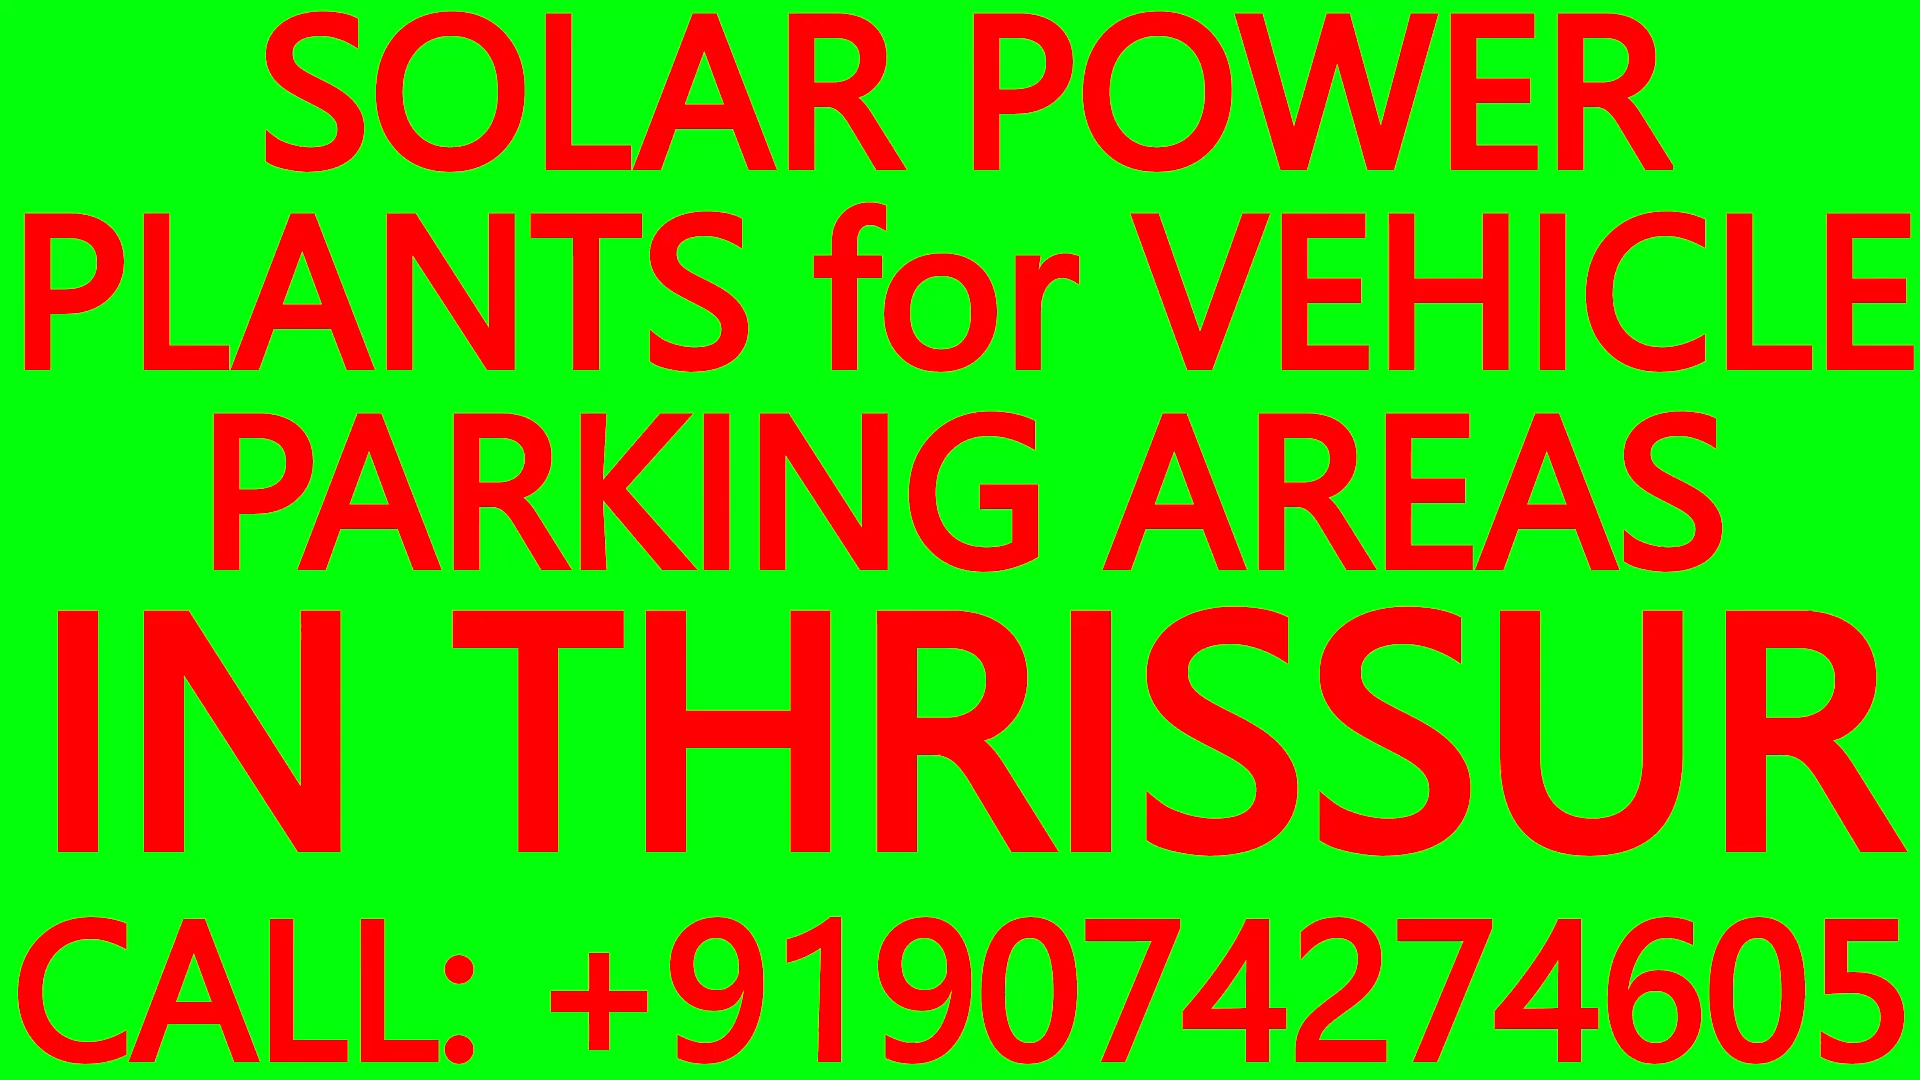 SOLAR POWER
PLANTS for VEHICLE
PARKING AREAS
IN THRISSUR
CALL: +919074274605